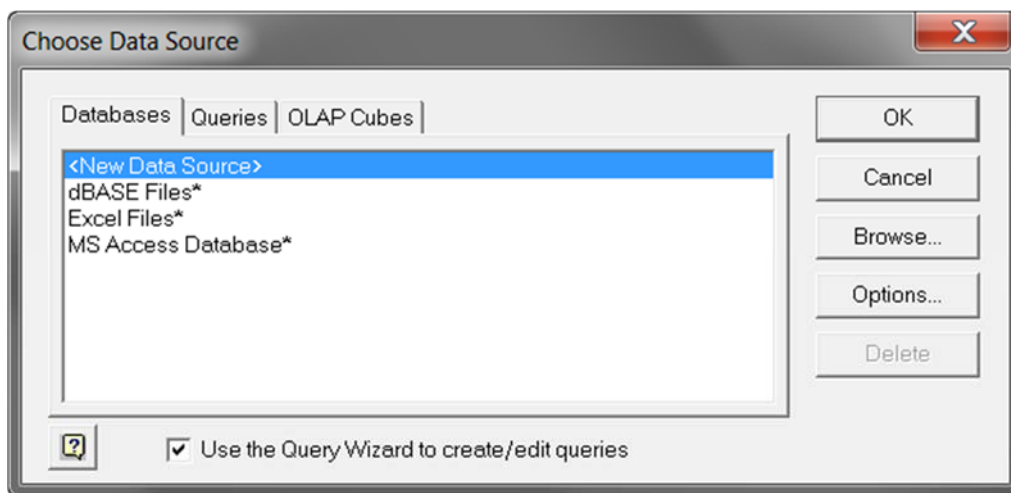 Choose Data Source
Databases
Queries
OLAP Cubes
<New Data Source>
dBASE Files*
Excel Files*
MS Access Database*
OK
Cancel
Browse...
Options...
Delete
Use the Query Wizard to create/edit queries